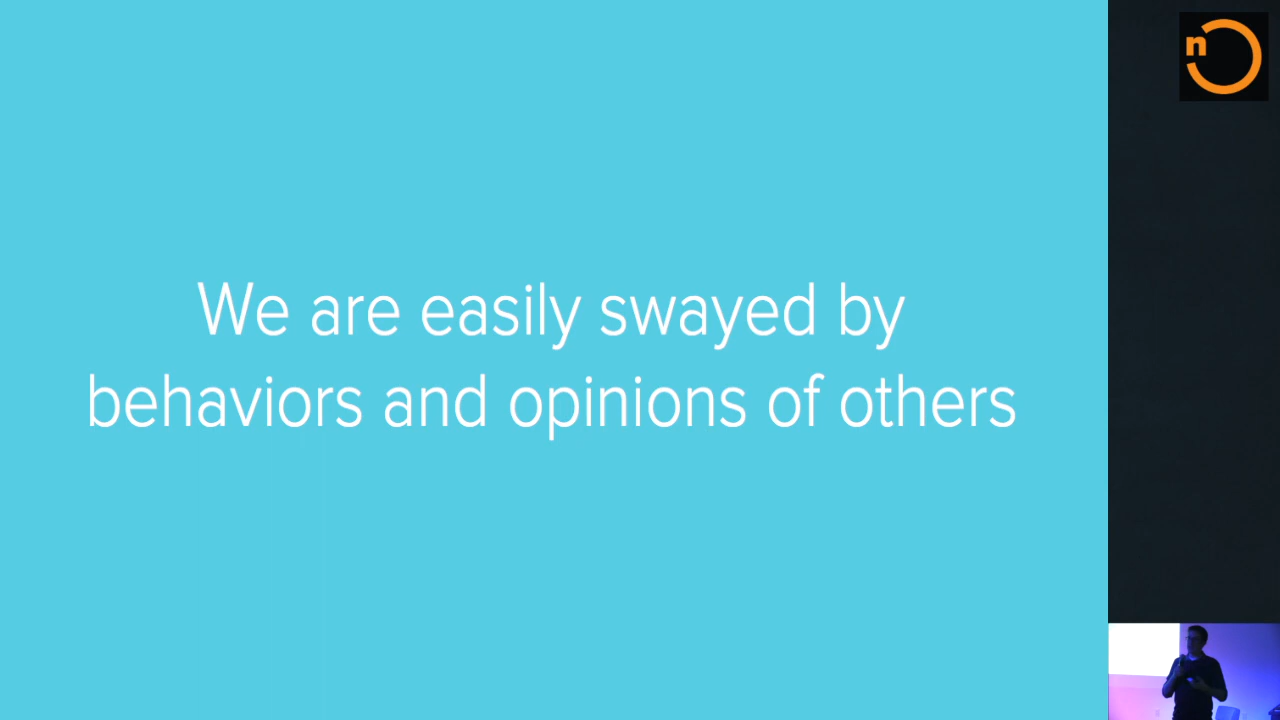 We are easily swayed by
behaviors and opinions of others
n